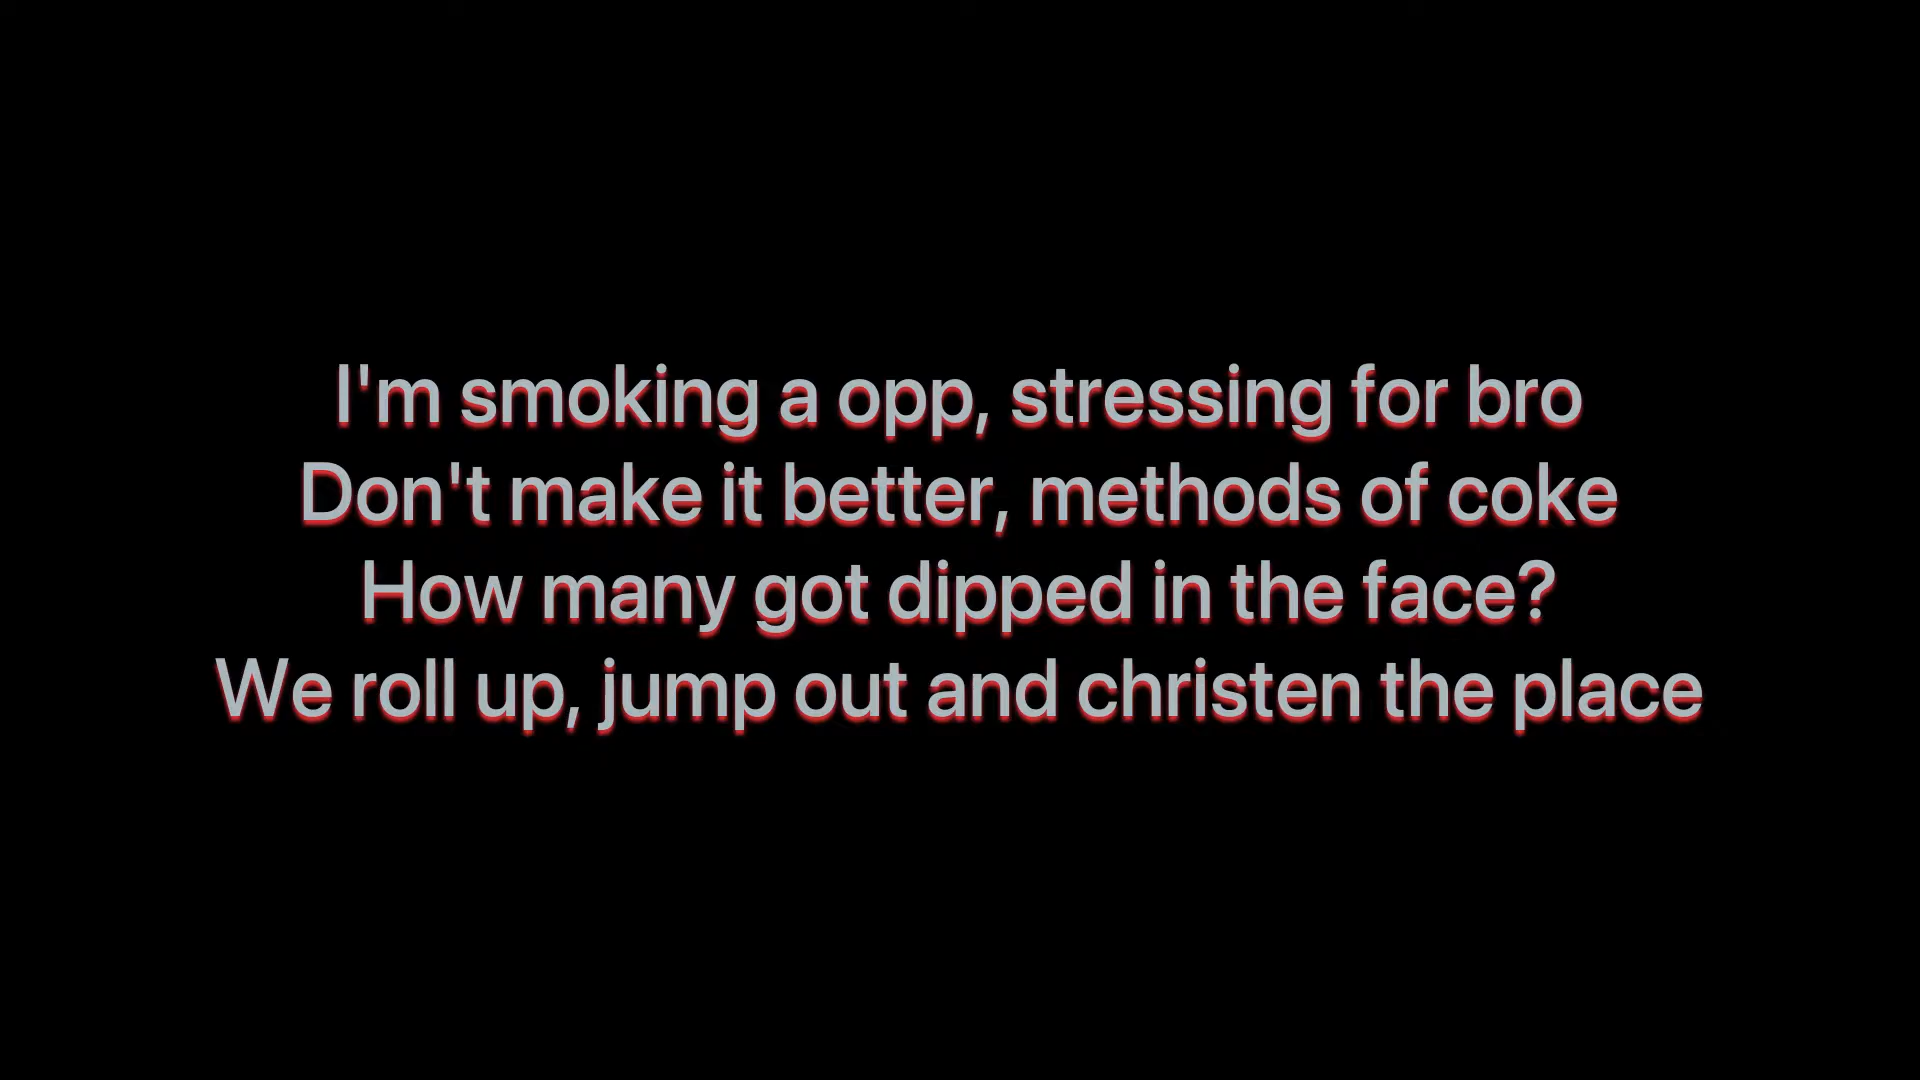 I'm smoking a opp, stressing for bro
Don't make it better, methods of coke
How many got dipped in the face?
We roll up, jump out and christen the place